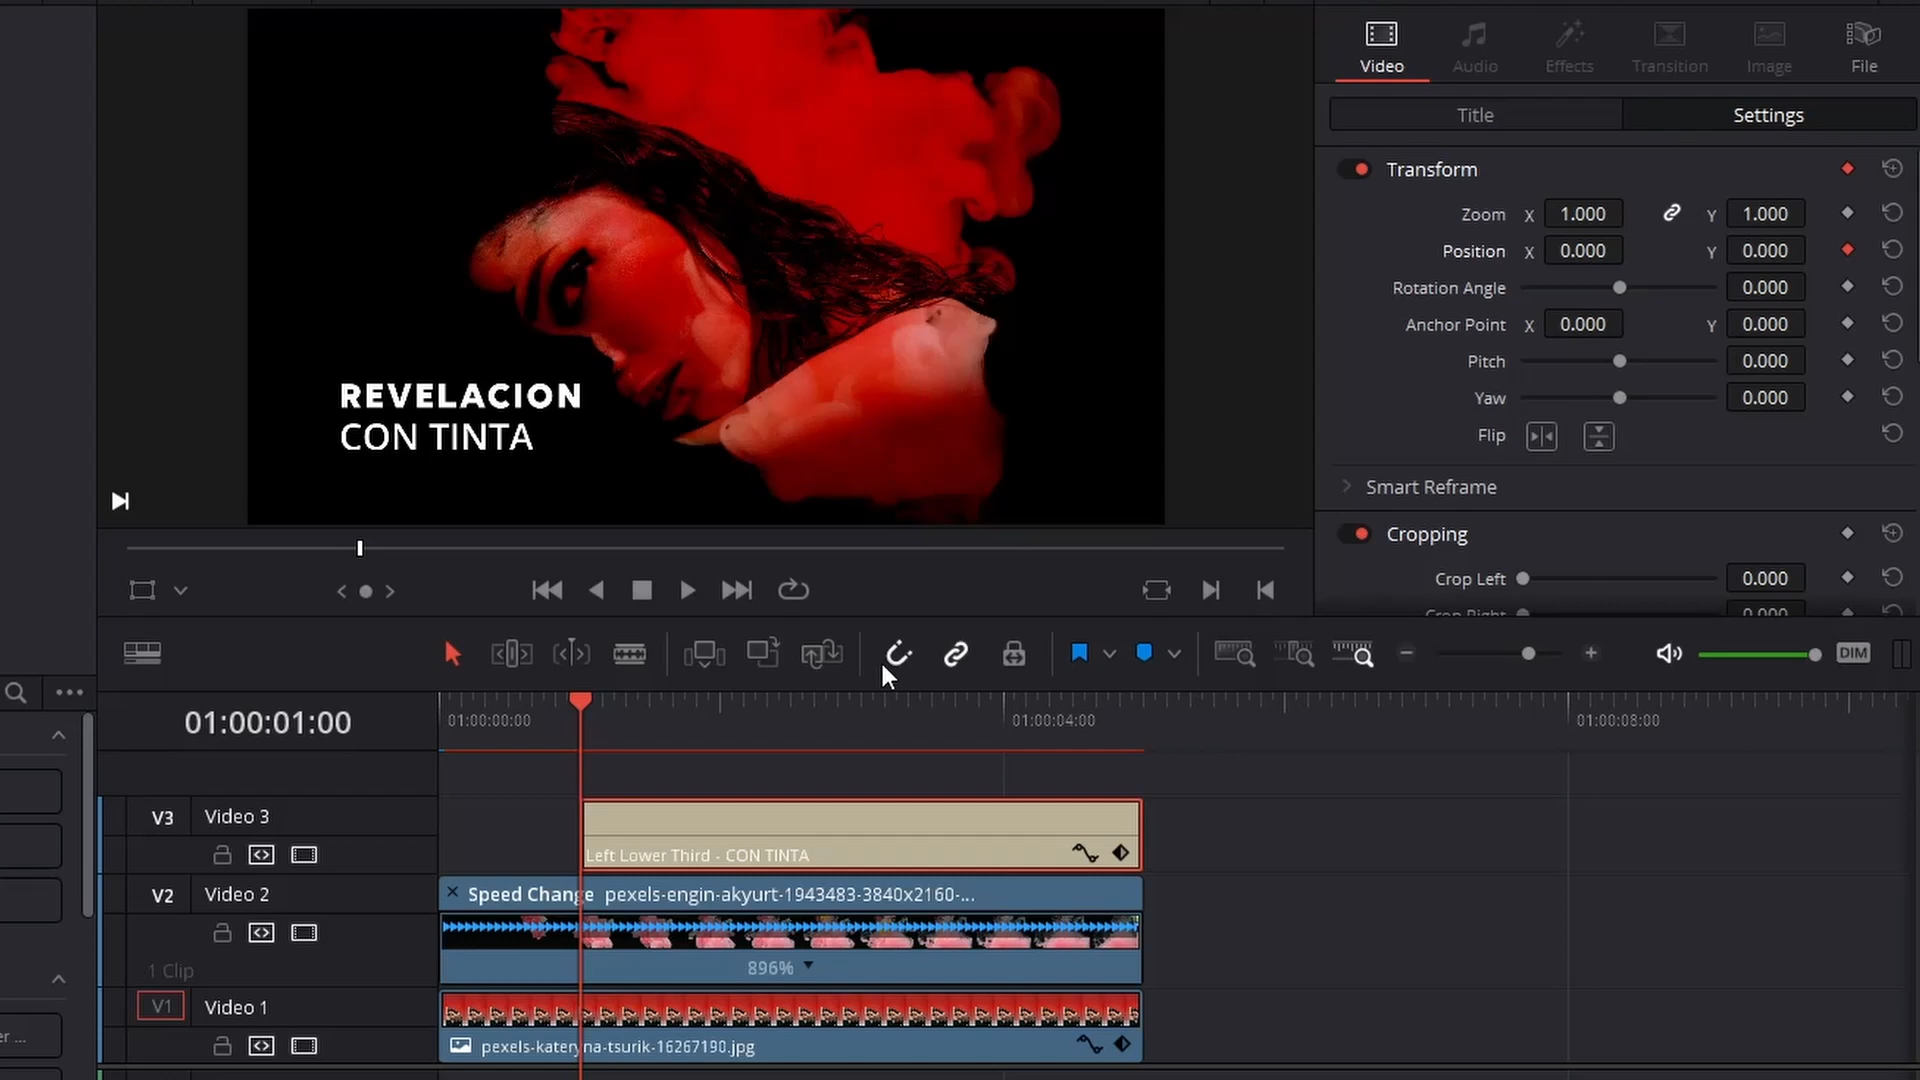 Video
Audio
Effects
Transition
Image
File
Title
Settings
Transform
Zoom X 1.000 Y 1.000
Position X 0.000 Y 0.000
Rotation Angle 0.000
Anchor Point X 0.000 Y 0.000
Pitch 0.000
Yaw 0.000
Flip
Smart Reframe
Cropping
Crop Left 0.000
Crop Right 0.000
REVELACION
CON TINTA
DIM
01:00:01:00
01:00:00:00
01:00:04:00
01:00:08:00
V3 Video 3
Left Lower Third - CON TINTA
V2 Video 2
Speed Change pexels-engin-akyurt-1943483-3840x2160-...
1 Clip
896%
V1 Video 1
pexels-kateryna-tsurik-16267190.jpg
er ...